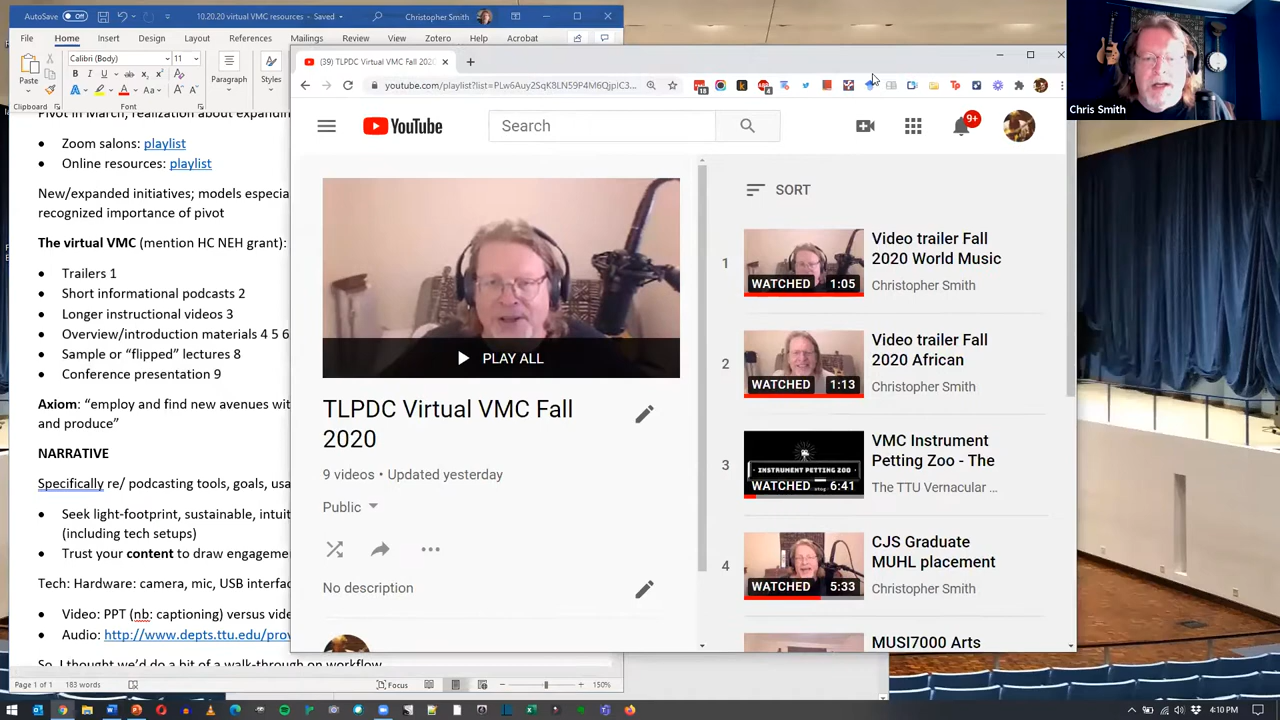 AutoSave Off
10.20.20 virtual VMC resources - Saved
Christopher Smith
File Home Insert Design Layout References Mailings Review View Zotero Help Acrobat
Calibri (Body) 11
Paste
Clipboard
Font
Paragraph
Styles
Pivot in March, realization about
Zoom salons: playlist
Online resources: playlist
New/expanded initiatives; models
recognized importance of pivot
The virtual VMC (mention HC NEH grant):
Trailers 1
Short informational podcasts 2
Longer instructional videos 3
Overview/introduction materials 4 5 6
Sample or “flipped” lectures 8
Conference presentation 9
Axiom: “employ and find new avenues
and produce”
NARRATIVE
Specifically re/ podcasting tools, goals,
Seek light-footprint, sustainable,
(including tech setups)
Trust your content to draw
Tech: Hardware: camera, mic, USB
Video: PPT (nb: captioning) versus
Audio: http://www.depts.ttu.edu/prov
So, I thought we’d do a bit of a walk-through on workflow
Page 1 of 1 183 words
Focus
150%
(39) TLPDC Virtual VMC Fall 202
youtube.com/playlist?list=PLw6Auy2SqK8LN59P4M6QjpIC3...
YouTube
Search
9+
PLAY ALL
TLPDC Virtual VMC Fall
2020
9 videos • Updated yesterday
Public
No description
SORT
1
WATCHED 1:05
Video trailer Fall
2020 World Music
Christopher Smith
2
WATCHED 1:13
Video trailer Fall
2020 African
Christopher Smith
3
INSTRUMENT PETTING ZOO
WATCHED 6:41
VMC Instrument
Petting Zoo - The
The TTU Vernacular ...
4
WATCHED 5:33
CJS Graduate
MUHL placement
Christopher Smith
MUSI7000 Arts
Chris Smith
4:10 PM